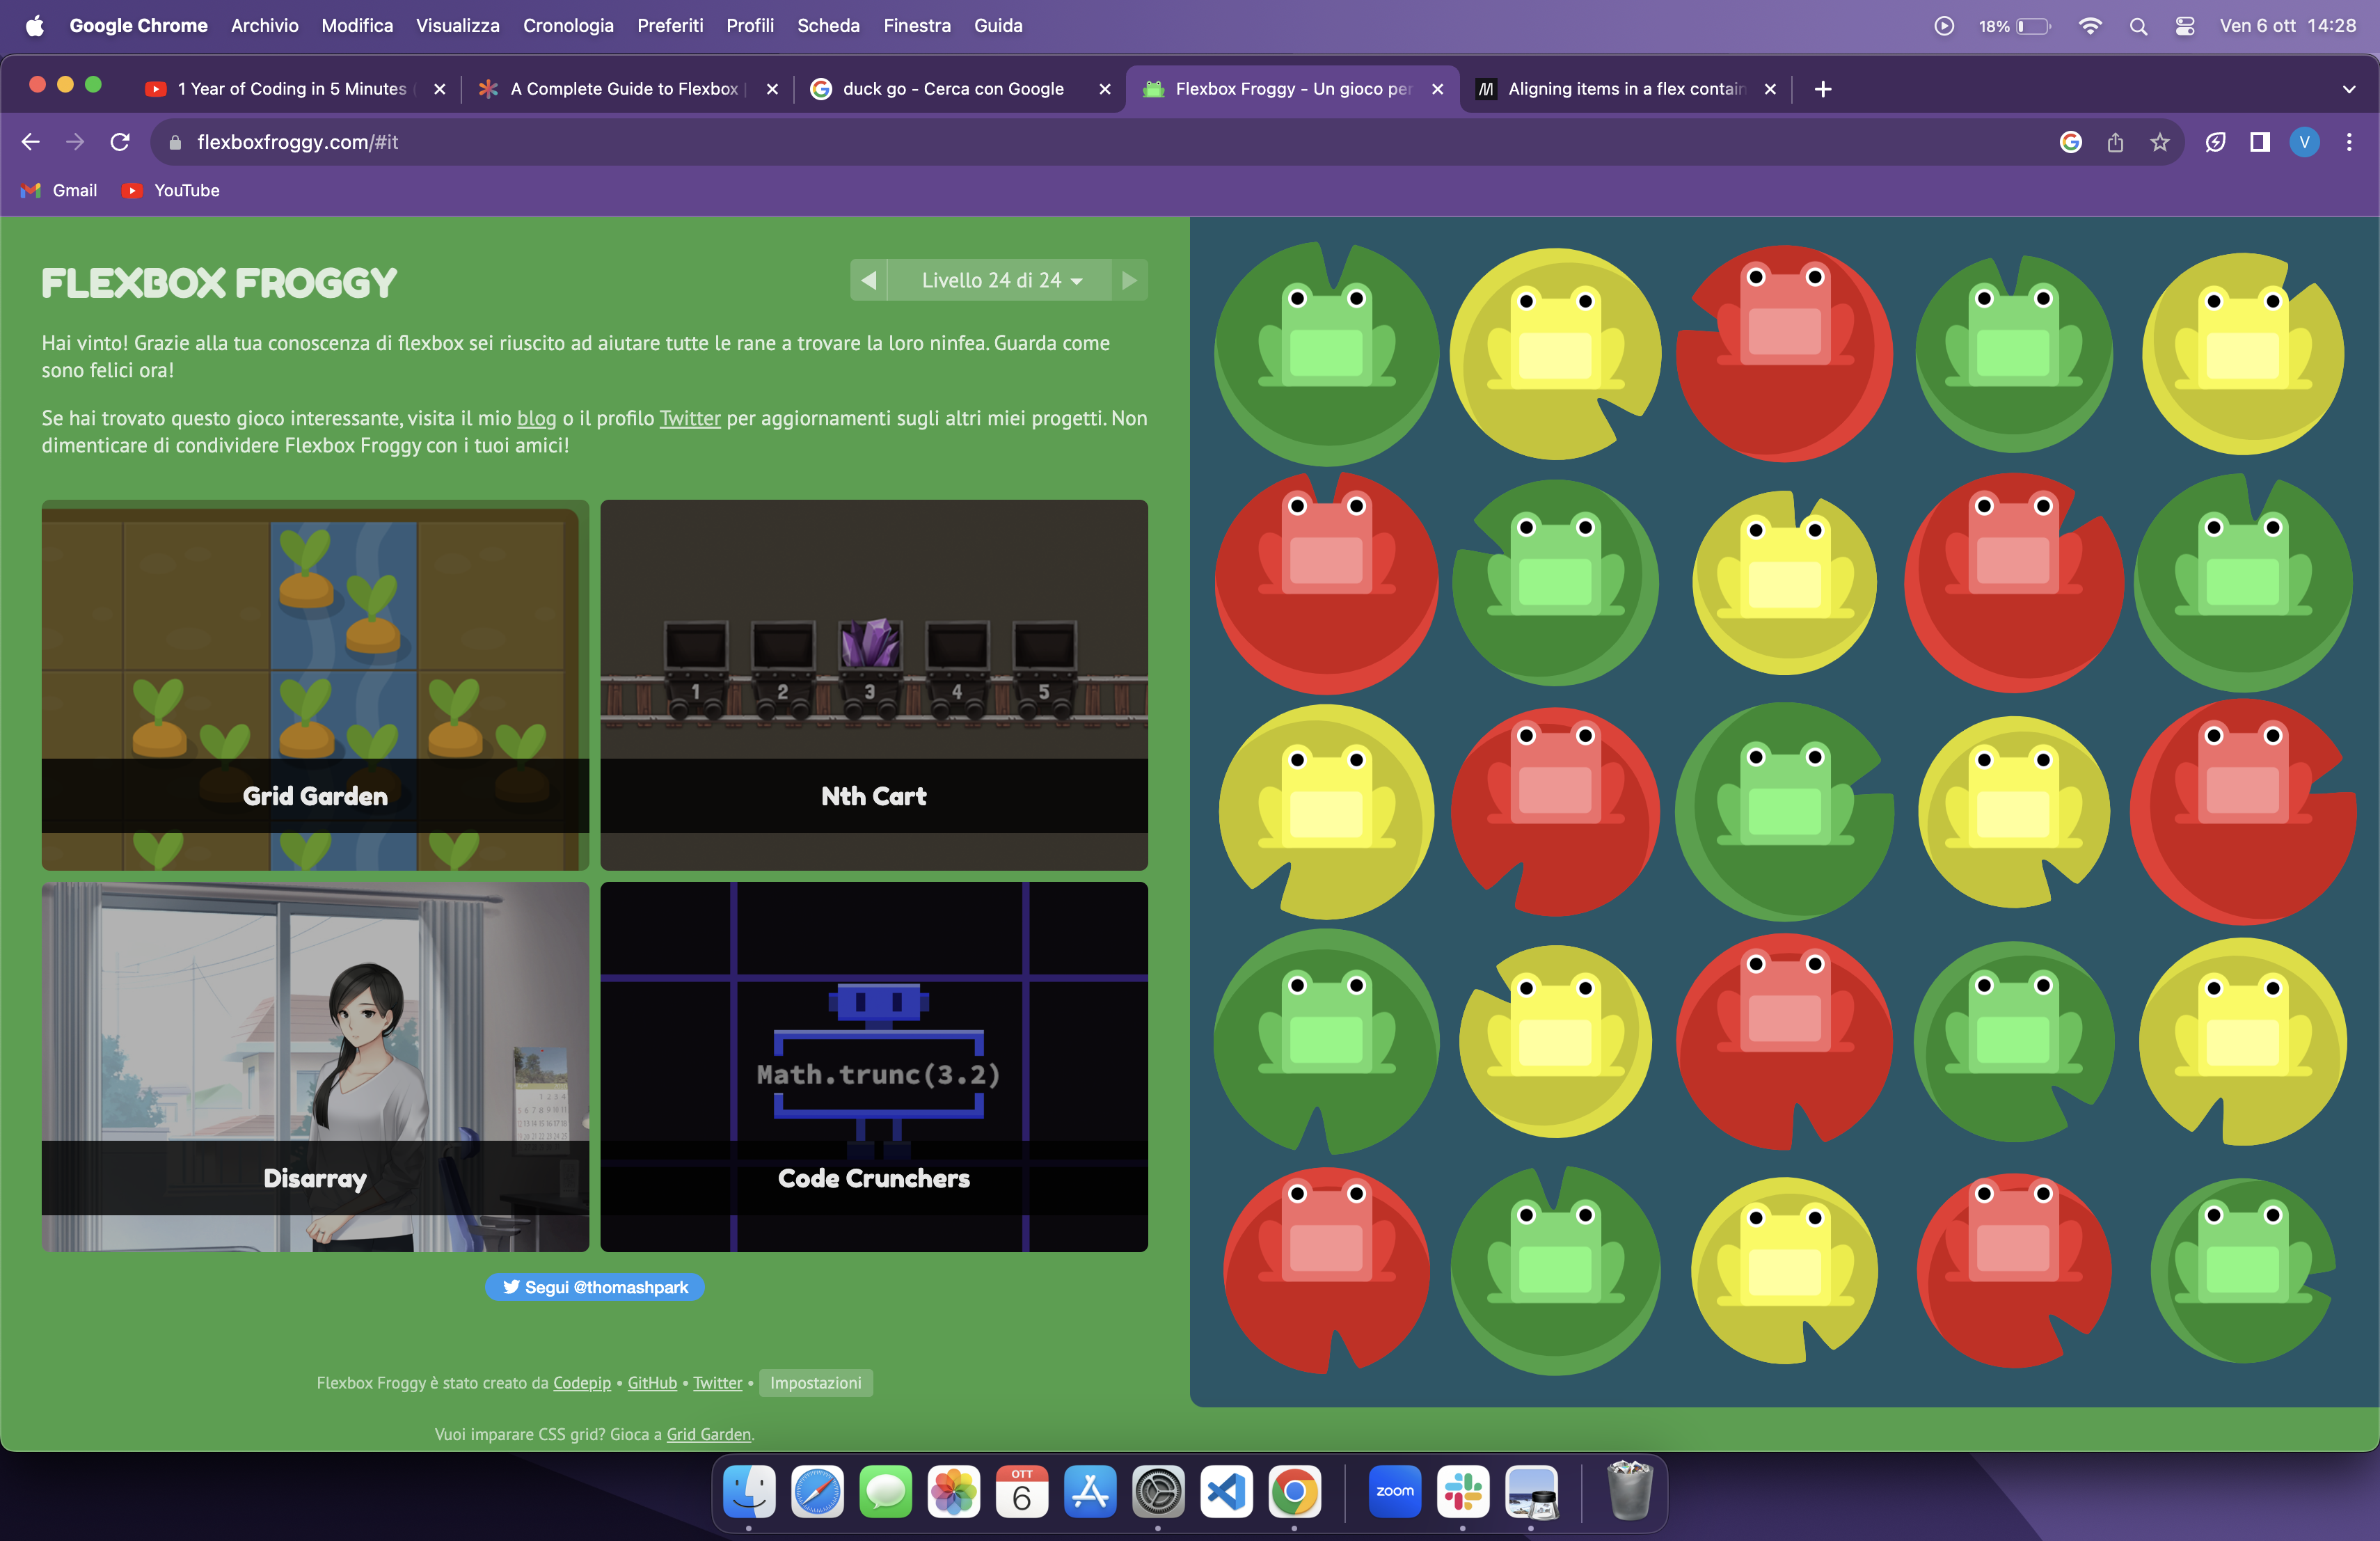 Google Chrome Archivio Modifica Visualizza Cronologia Preferiti Profili Scheda Finestra Guida 18% Ven 6 ott 14:28
1 Year of Coding in 5 Minutes A Complete Guide to Flexbox duck go - Cerca con Google Flexbox Froggy - Un gioco per Aligning items in a flex contain
flexboxfroggy.com/#it V
Gmail YouTube
FLEXBOX FROGGY
Livello 24 di 24
Hai vinto! Grazie alla tua conoscenza di flexbox sei riuscito ad aiutare tutte le rane a trovare la loro ninfea. Guarda come
sono felici ora!
Se hai trovato questo gioco interessante, visita il mio blog o il profilo Twitter per aggiornamenti sugli altri miei progetti. Non
dimenticare di condividere Flexbox Froggy con i tuoi amici!
1 2 3 4 5
Grid Garden
Nth Cart
Math.trunc(3.2)
Disarray
Code Crunchers
Segui @thomashpark
Flexbox Froggy è stato creato da Codepip • GitHub • Twitter • Impostazioni
Vuoi imparare CSS grid? Gioca a Grid Garden.
OTT
6
zoom